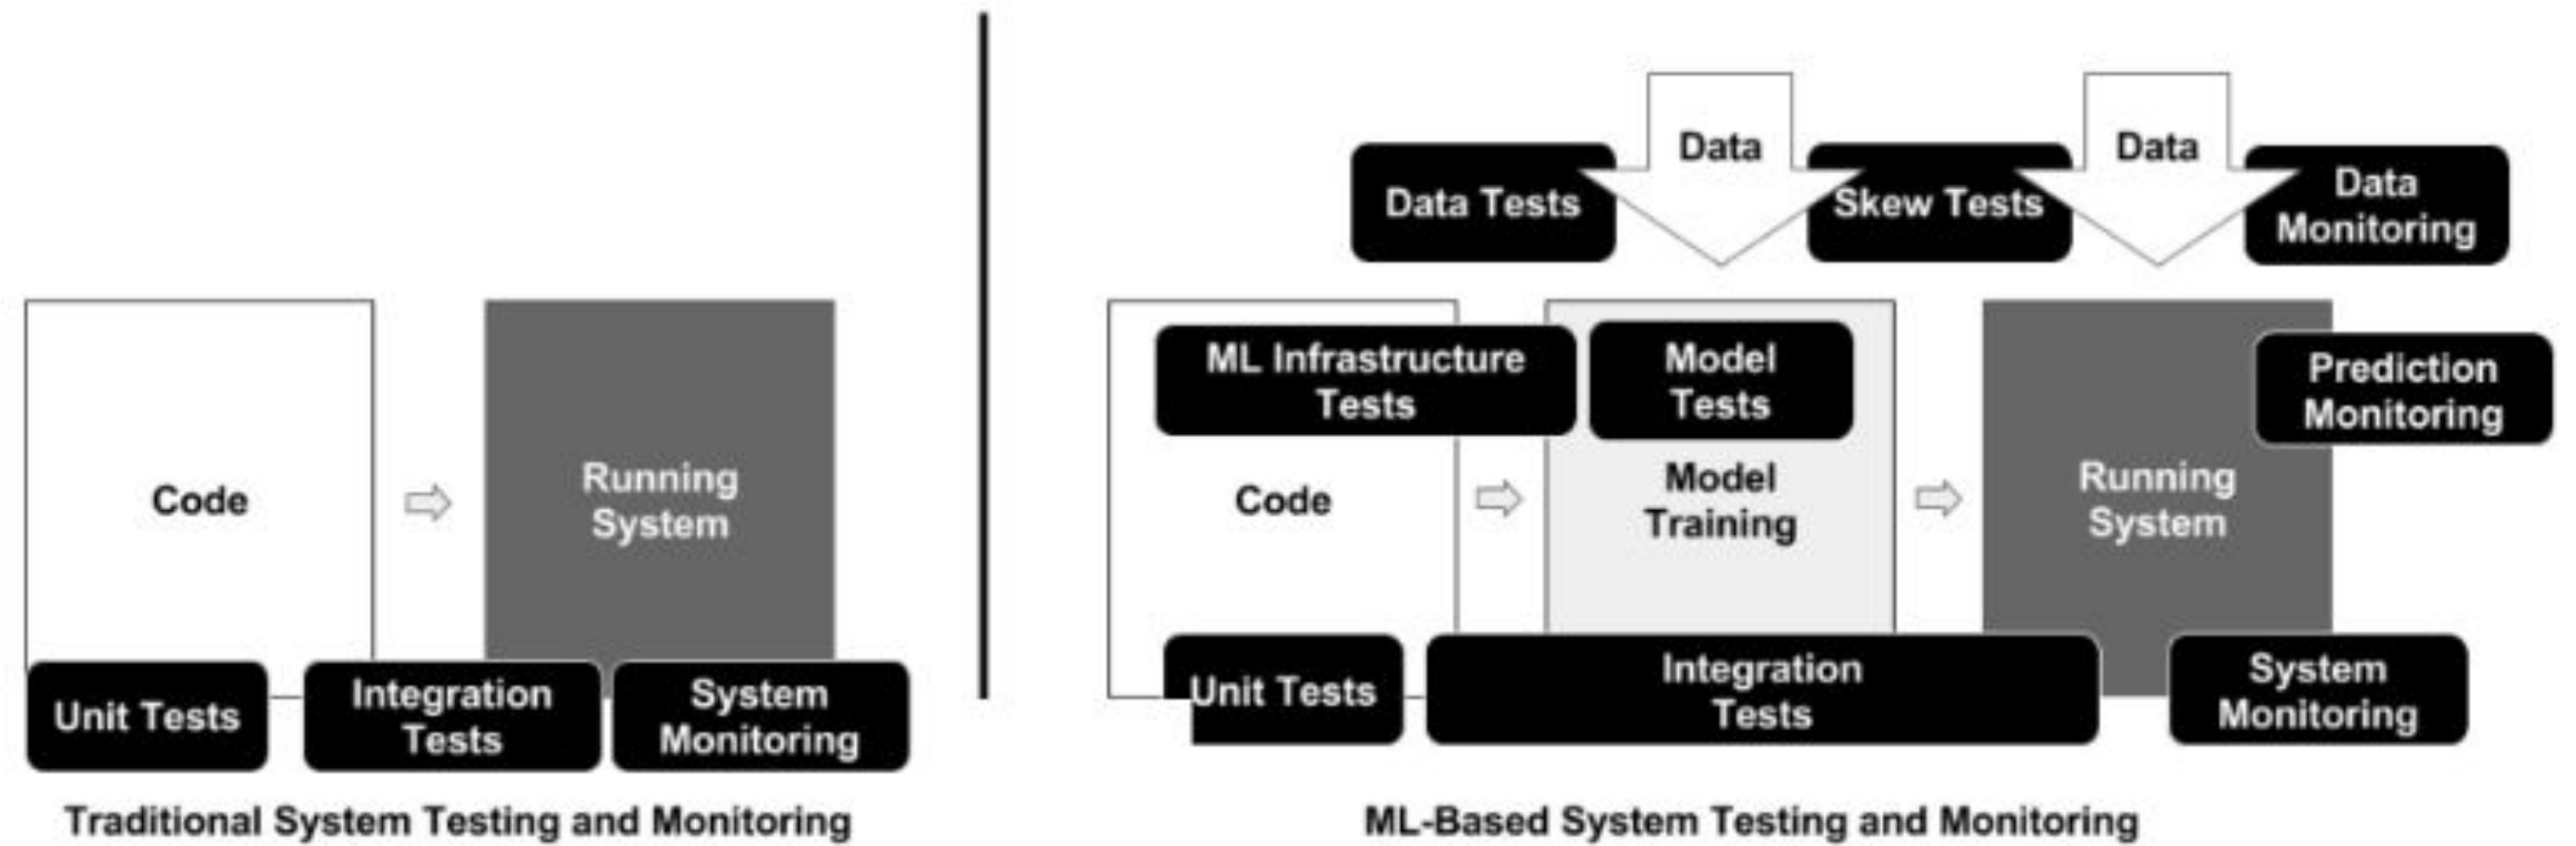 Code
Running
System
Unit Tests
Integration
Tests
System
Monitoring
Traditional System Testing and Monitoring
Data
Data
Data Tests
Skew Tests
Data
Monitoring
ML Infrastructure
Tests
Model
Tests
Prediction
Monitoring
Code
Model
Training
Running
System
Unit Tests
Integration
Tests
System
Monitoring
ML-Based System Testing and Monitoring